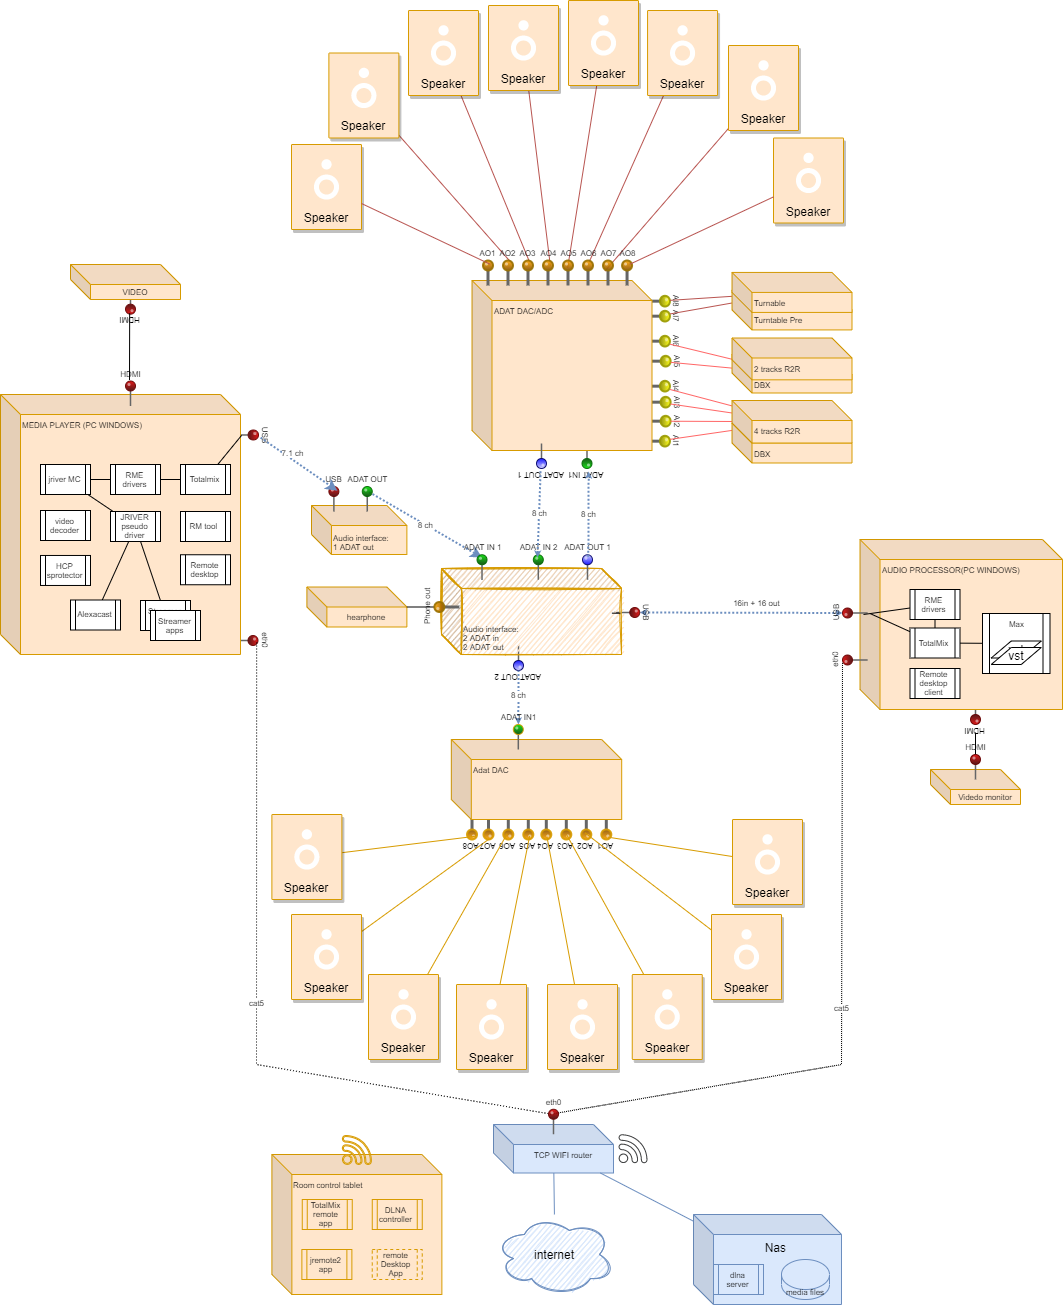 Speaker
Speaker
Speaker
Speaker
Speaker
Speaker
Speaker
Speaker
AO1 AO2 AO3 AO4 AO5 AO6 AO7 AO8
VIDEO
HDMI
HDMI
ADAT DAC/ADC
AI8
AI7
AI6
AI5
AI4
AI3
AI2
AI1
Turnable
Turntable Pre
2 tracks R2R
DBX
4 tracks R2R
DBX
ADAT OUT 1
ADAT IN1
MEDIA PLAYER (PC WINDOWS)
USB
jriver MC
RME
drivers
Totalmix
video
decoder
JRIVER
pseudo
driver
RM tool
HCP
sprotector
Remote
desktop
Alexacast
Streamer
apps
eth0
7.1 ch
USB
ADAT OUT
Audio interface:
1 ADAT out
8 ch
8 ch
8 ch
ADAT IN 1
ADAT IN 2
ADAT OUT 1
hearphone
Phone out
Audio interface:
2 ADAT in
2 ADAT out
USB
16in + 16 out
USB
eth0
AUDIO PROCESSOR(PC WINDOWS)
RME
drivers
TotalMix
Max
vst
Remote
desktop
client
HDMI
HDMI
Videdo monitor
ADAT OUT 2
8 ch
ADAT IN1
Adat DAC
AO8 AO7 AO6 AO5 AO4 AO3 AO2 AO1
Speaker
Speaker
Speaker
Speaker
Speaker
Speaker
Speaker
Speaker
cat5
cat5
eth0
TCP WIFI router
Room control tablet
TotalMix
remote
app
DLNA
controller
jremote2
app
remote
Desktop
App
internet
Nas
dlna
server
media files